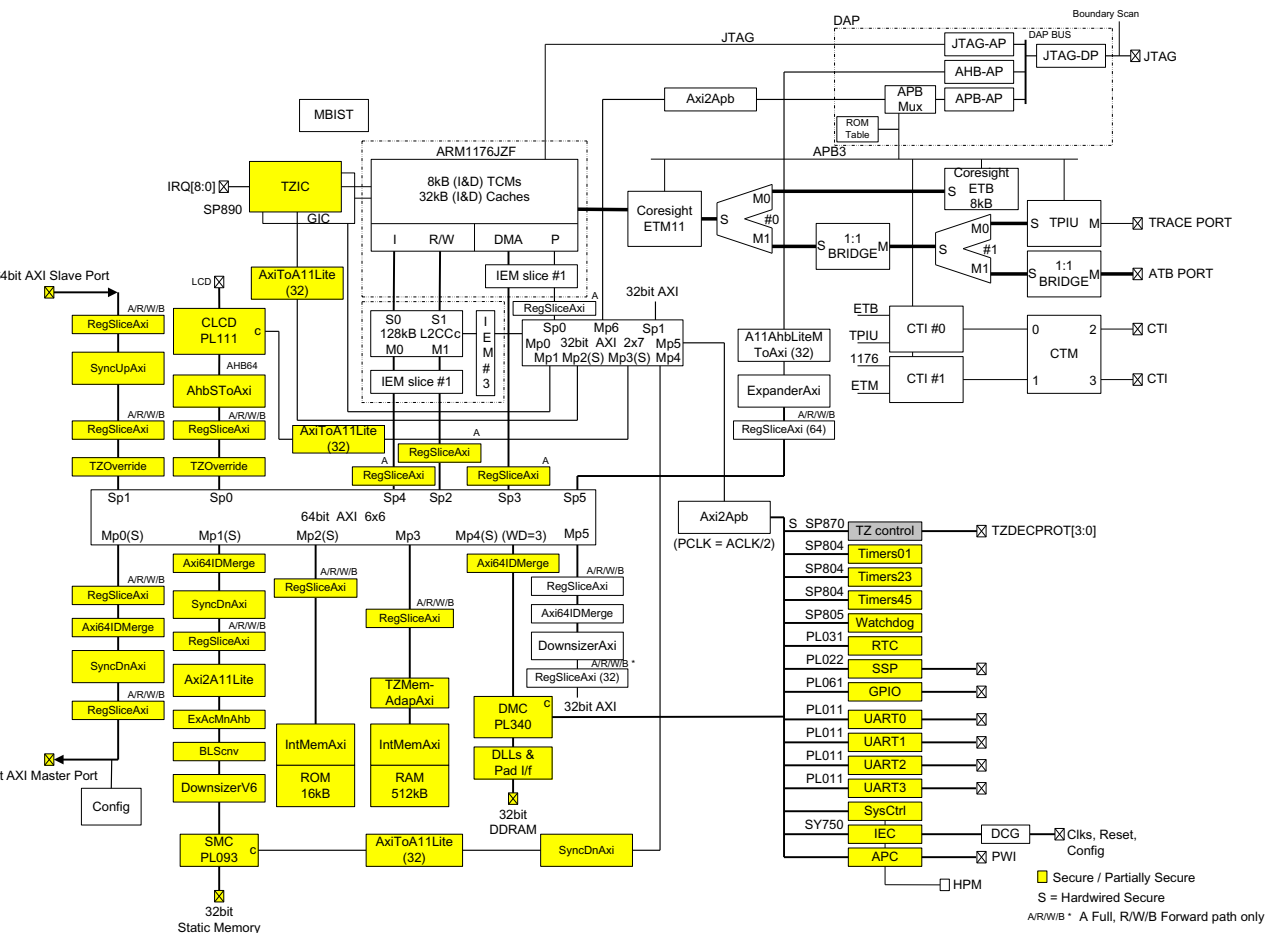 Boundary Scan
DAP
JTAG
JTAG-AP
DAP BUS
JTAG-DP
JTAG
AHB-AP
Axi2Apb
APB
Mux
APB-AP
MBIST
ROM
Table
ARM1176JZF
APB3
TZIC
8kB (I&D) TCMs
32kB (I&D) Caches
Coresight
ETB
8kB
S
IRQ[8:0]
SP890
GIC
Coresight
ETM11
S
M0
#0
M1
TPIU
S
M
TRACE PORT
M0
#1
M1
S
1:1
BRIDGE
S
M
I
R/W
DMA
P
1:1
BRIDGE
S
M
ATB PORT
IEM slice #1
4bit AXI Slave Port
LCD
AxiToA11Lite
(32)
A
32bit AXI
A/R/W/B
RegSliceAxi
RegSliceAxi
ETB
CTI #0
0
2
CTI
CLCD
PL111
c
S0
S1
128kB L2CCc
M0
M1
I
E
M
#
3
Sp0
Mp6
Sp1
Mp0
32bit AXI 2x7
Mp5
Mp1
Mp2(S)
Mp3(S)
Mp4
A11AhbLiteM
ToAxi (32)
TPIU
CTM
1176
CTI #1
1
3
CTI
ETM
SyncUpAxi
AHB64
AhbSToAxi
IEM slice #1
ExpanderAxi
A/R/W/B
RegSliceAxi
A/R/W/B
RegSliceAxi
AxiToA11Lite
(32)
A
A/R/W/B
RegSliceAxi (64)
RegSliceAxi
TZOverride
TZOverride
A
RegSliceAxi
A
RegSliceAxi
Sp1
Sp0
Sp4
Sp2
Sp3
Sp5
64bit AXI 6x6
Mp0(S)
Mp1(S)
Mp2(S)
Mp3
Mp4(S) (WD=3)
Mp5
Axi2Apb
(PCLK = ACLK/2)
S
SP870
TZ control
TZDECPROT[3:0]
SP804
Timers01
SP804
Timers23
SP804
Timers45
SP805
Watchdog
PL031
RTC
PL022
SSP
PL061
GPIO
PL011
UART0
PL011
UART1
PL011
UART2
PL011
UART3
SysCtrl
SY750
IEC
DCG
Clks, Reset,
Config
APC
PWI
HPM
A/R/W/B
RegSliceAxi
Axi64IDMerge
SyncDnAxi
A/R/W/B
RegSliceAxi
t AXI Master Port
Config
Axi64IDMerge
SyncDnAxi
A/R/W/B
RegSliceAxi
Axi2A11Lite
ExAcMnAhb
BLScnv
DownsizerV6
SMC
PL093
c
32bit
Static Memory
A/R/W/B
RegSliceAxi
IntMemAxi
ROM
16kB
A/R/W/B
RegSliceAxi
TZMem-
AdapAxi
IntMemAxi
RAM
512kB
AxiToA11Lite
(32)
Axi64IDMerge
DMC
PL340
c
DLLs &
Pad I/f
32bit
DDRAM
SyncDnAxi
A/R/W/B
RegSliceAxi
Axi64IDMerge
DownsizerAxi
A/R/W/B *
RegSliceAxi (32)
32bit AXI
Secure / Partially Secure
S = Hardwired Secure
A/R/W/B * A Full, R/W/B Forward path only